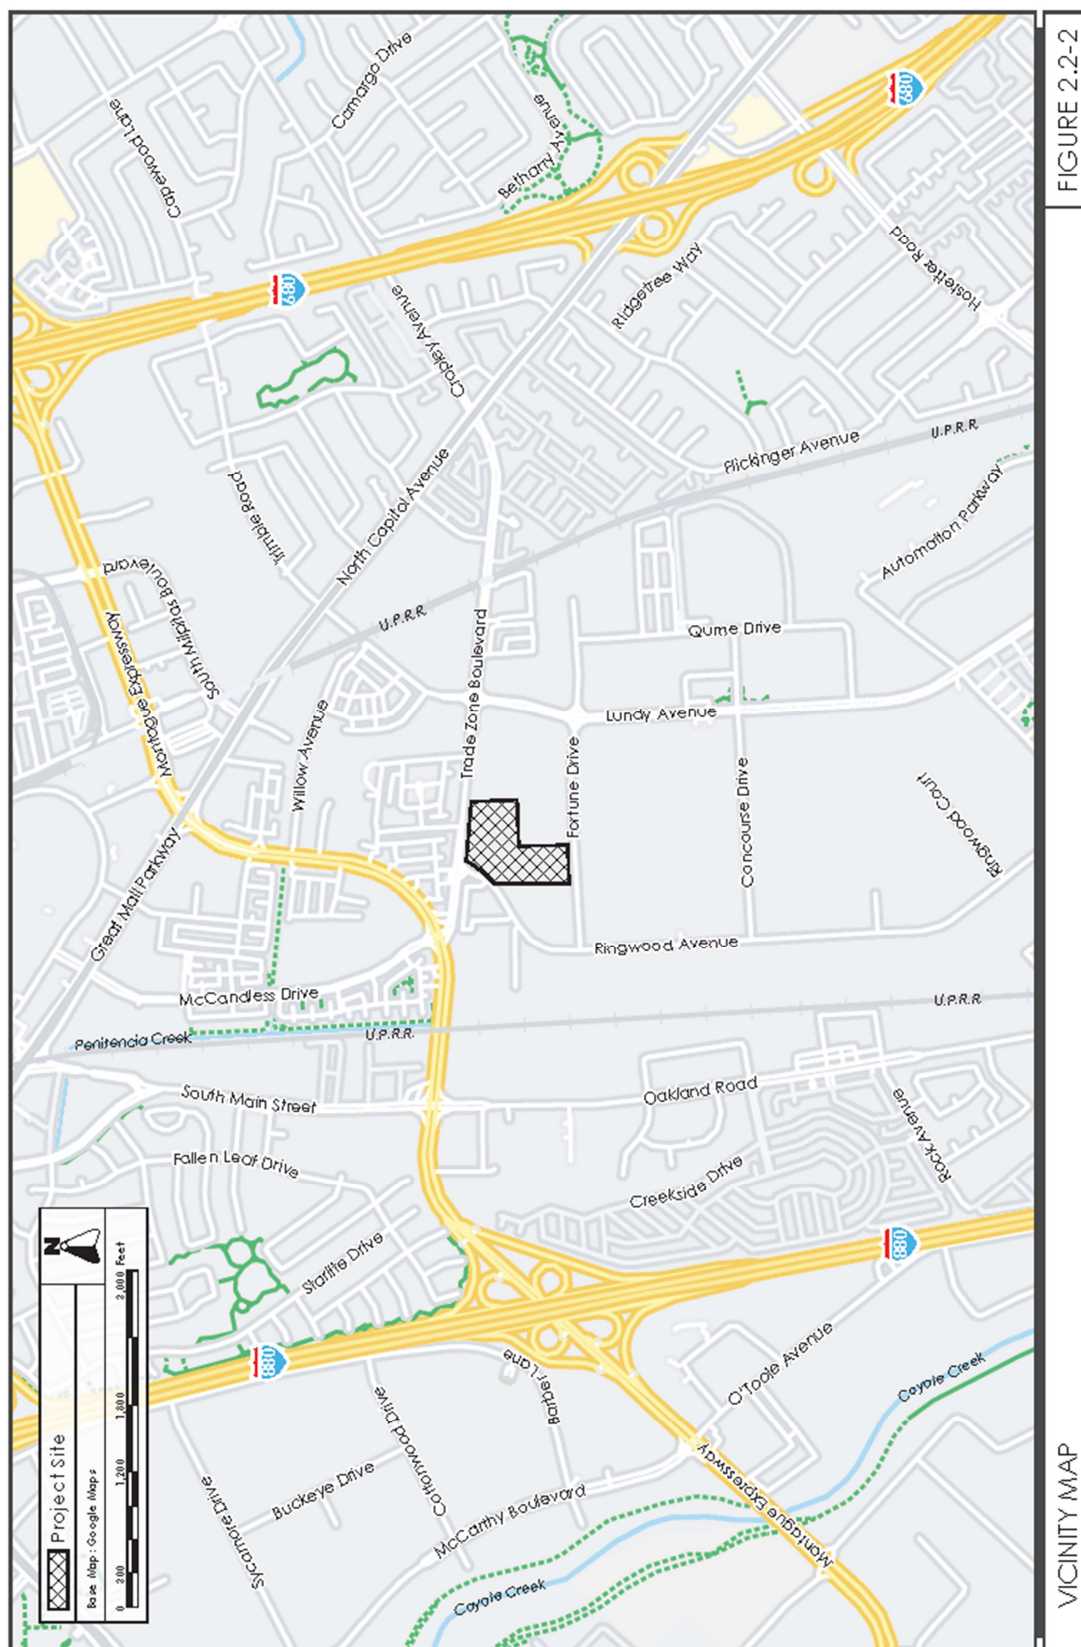 Project Site
N
Base Map: Google Maps
0 200 1,200 1,800 2,000 Feet
Sycamore Drive
Buckeye Drive
Cottonwood Drive
McCarthy Boulevard
Barber Lane
Coyote Creek
Montague Expressway
O'Toole Avenue
Coyote Creek
880
880
Starlite Drive
Fallen Leaf Drive
South Main Street
Penitencia Creek
McCandless Drive
U.P.R.R.
Creekside Drive
Oakland Road
Rock Avenue
U.P.R.R.
Great Mall Parkway
Montague Expressway
South Milpitas Boulevard
Willow Avenue
Trade Zone Boulevard
Fortune Drive
Ringwood Avenue
Concourse Drive
Ringwood Court
Lundy Avenue
Qume Drive
U.P.R.R.
Trimble Road
North Capitol Avenue
Cropley Avenue
Flickinger Avenue
Automation Parkway
U.P.R.R.
680
Capewood Lane
Camargo Drive
Bethany Avenue
Ridgetree Way
Hostetter Road
680
VICINITY MAP
FIGURE 2.2-2